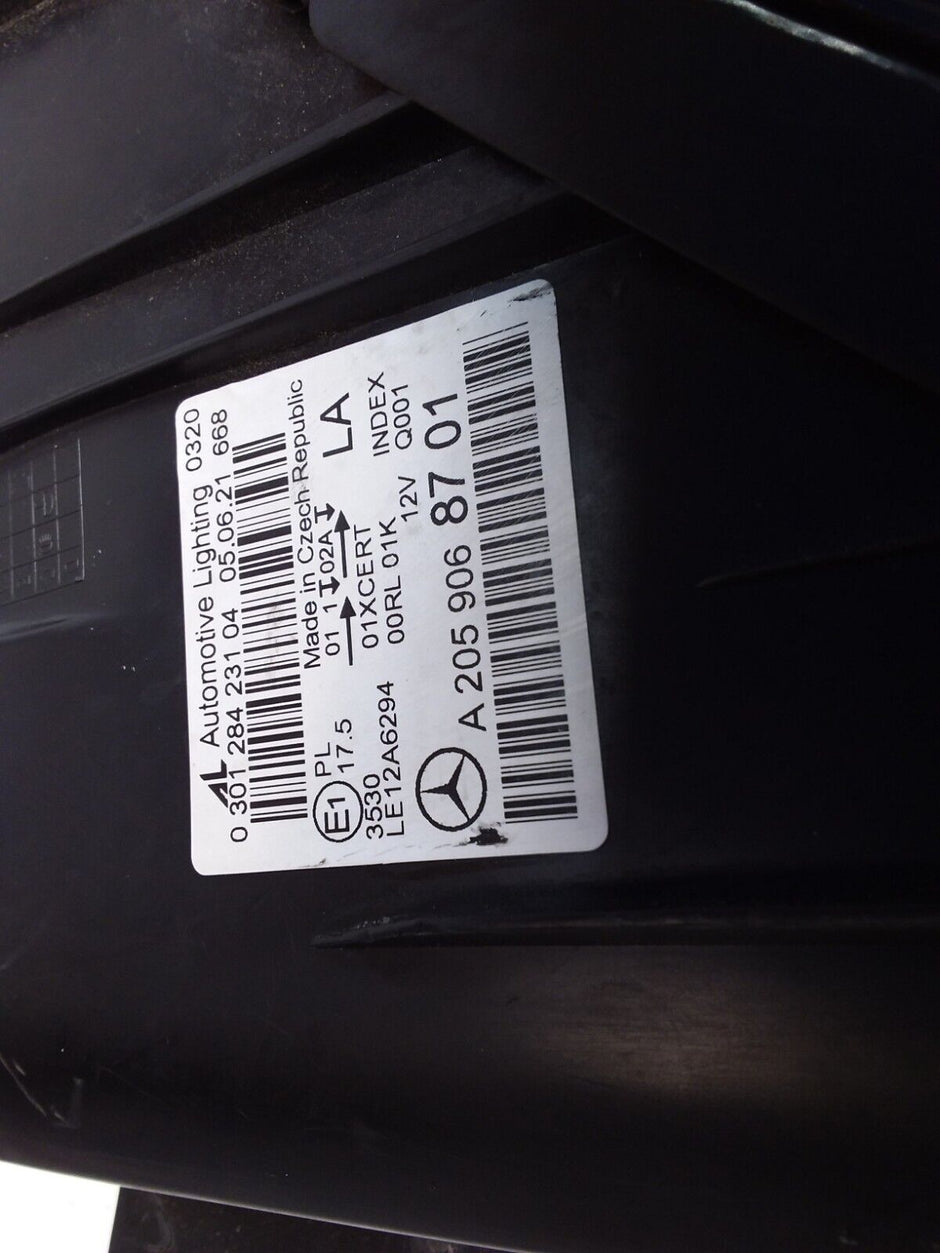 AL Automotive Lighting 0320
0 301 284 231 04 05.06.21 668
Made in Czech Republic
E1 PL 01 1 02A LA
17.5
3530 01XCERT INDEX
LE12A6294 00RL 01K Q001
12V
A 205 906 87 01